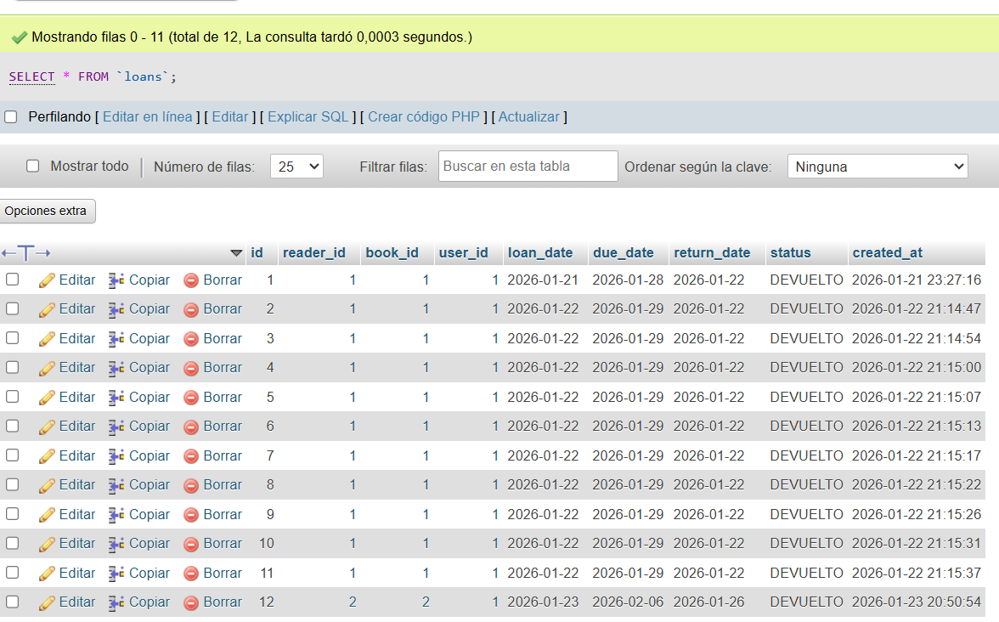 Mostrando filas 0 - 11 (total de 12, La consulta tardó 0,0003 segundos.)
SELECT * FROM `loans`;
Perfilando [ Editar en línea ] [ Editar ] [ Explicar SQL ] [ Crear código PHP ] [ Actualizar ]
Mostrar todo Número de filas: 25 Filtrar filas: Buscar en esta tabla Ordenar según la clave: Ninguna
Opciones extra
id reader_id book_id user_id loan_date due_date return_date status created_at
Editar Copiar Borrar 1 1 1 1 2026-01-21 2026-01-28 2026-01-22 DEVUELTO 2026-01-21 23:27:16
Editar Copiar Borrar 2 1 1 1 2026-01-22 2026-01-29 2026-01-22 DEVUELTO 2026-01-22 21:14:47
Editar Copiar Borrar 3 1 1 1 2026-01-22 2026-01-29 2026-01-22 DEVUELTO 2026-01-22 21:14:54
Editar Copiar Borrar 4 1 1 1 2026-01-22 2026-01-29 2026-01-22 DEVUELTO 2026-01-22 21:15:00
Editar Copiar Borrar 5 1 1 1 2026-01-22 2026-01-29 2026-01-22 DEVUELTO 2026-01-22 21:15:07
Editar Copiar Borrar 6 1 1 1 2026-01-22 2026-01-29 2026-01-22 DEVUELTO 2026-01-22 21:15:13
Editar Copiar Borrar 7 1 1 1 2026-01-22 2026-01-29 2026-01-22 DEVUELTO 2026-01-22 21:15:17
Editar Copiar Borrar 8 1 1 1 2026-01-22 2026-01-29 2026-01-22 DEVUELTO 2026-01-22 21:15:22
Editar Copiar Borrar 9 1 1 1 2026-01-22 2026-01-29 2026-01-22 DEVUELTO 2026-01-22 21:15:26
Editar Copiar Borrar 10 1 1 1 2026-01-22 2026-01-29 2026-01-22 DEVUELTO 2026-01-22 21:15:31
Editar Copiar Borrar 11 1 1 1 2026-01-22 2026-01-29 2026-01-22 DEVUELTO 2026-01-22 21:15:37
Editar Copiar Borrar 12 2 2 1 2026-01-23 2026-02-06 2026-01-26 DEVUELTO 2026-01-23 20:50:54